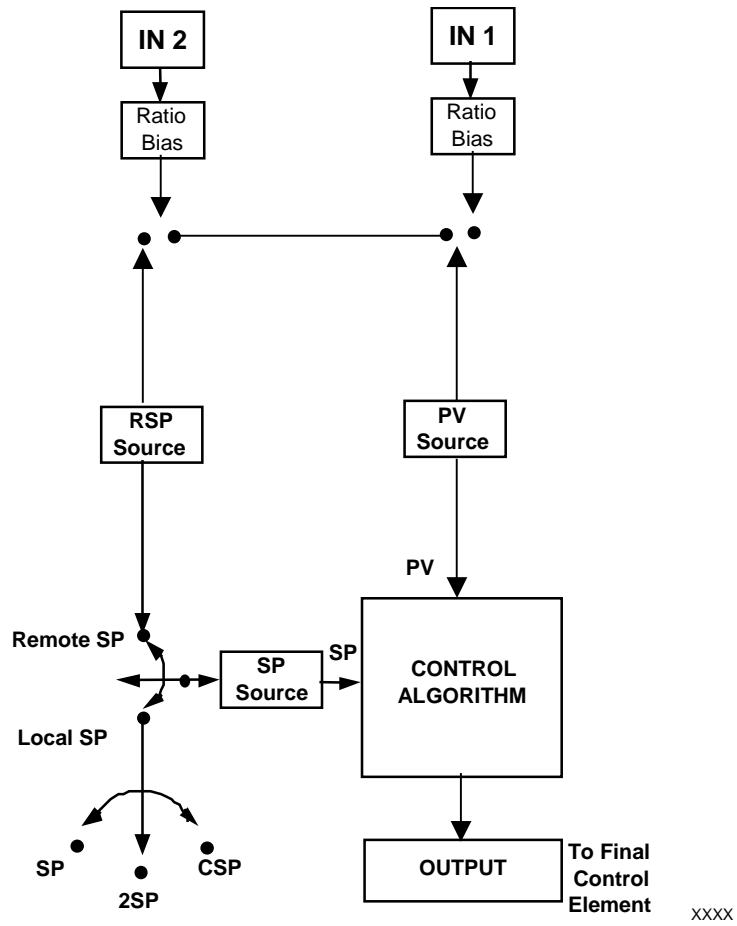 IN 2
IN 1
Ratio
Bias
Ratio
Bias
RSP
Source
PV
Source
PV
Remote SP
SP
Source
SP
CONTROL
ALGORITHM
Local SP
SP
2SP
CSP
OUTPUT
To Final
Control
Element
XXXX